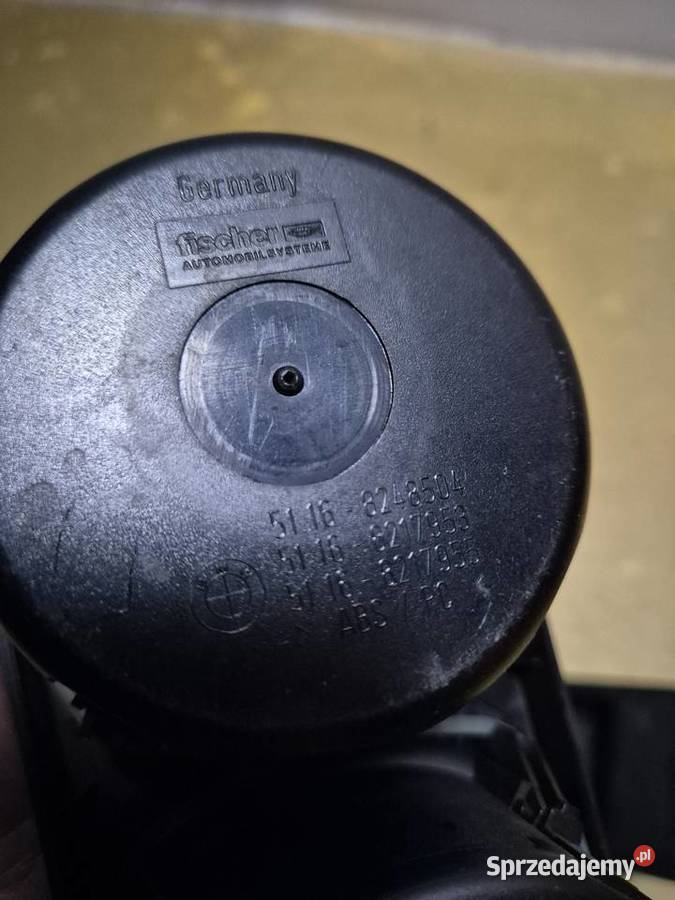 Germany
fischer
AUTOMOBILSYSTEME
51.16 - 8248504
51.16 - 8217953
51.16 - 8217955
ABS / PC
Sprzedajemy.pl